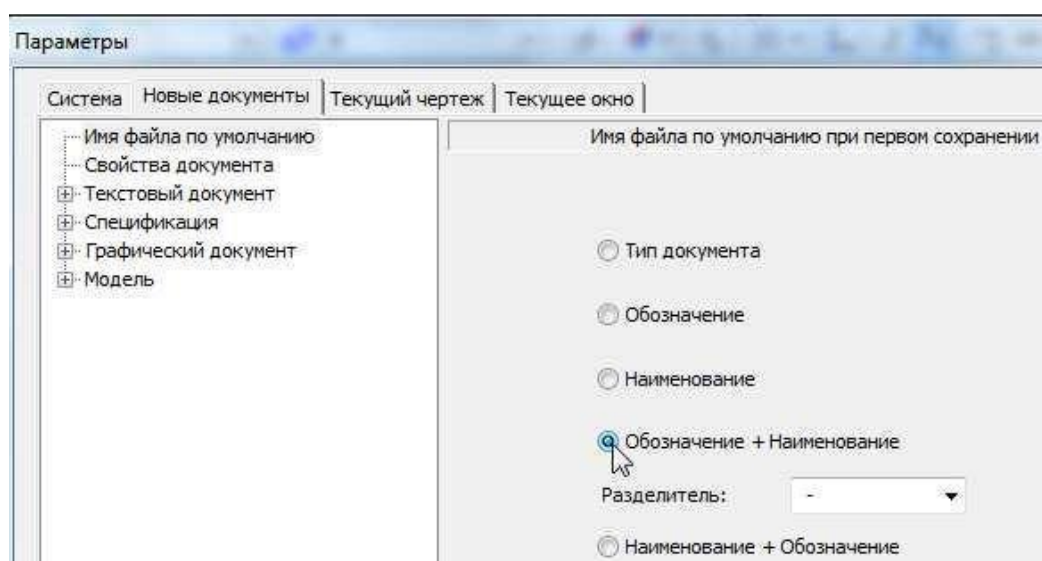 Параметры
Система Новые документы Текущий чертеж Текущее окно
Имя файла по умолчанию
Свойства документа
Текстовый документ
Спецификация
Графический документ
Модель
Имя файла по умолчанию при первом сохранении
Тип документа
Обозначение
Наименование
Обозначение + Наименование
Разделитель: -
Наименование + Обозначение